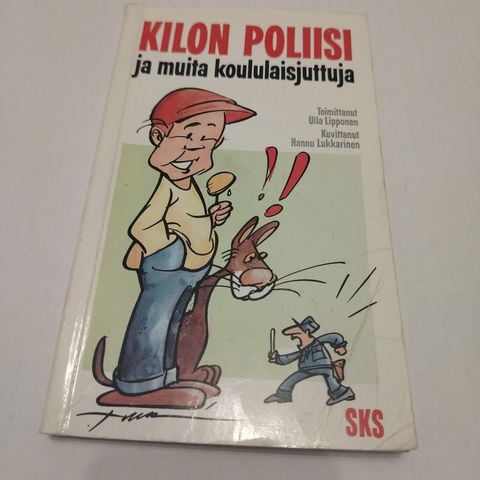 KILON POLIISI
ja muita koululaisjuttuja
Toimittanut
Ulla Lipponen
Kuvittanut
Hannu Lukkarinen
!!
SKS